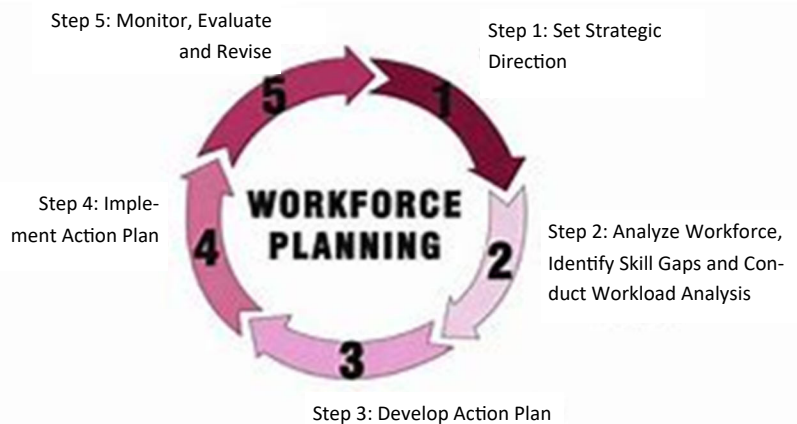 Step 5: Monitor, Evaluate
and Revise
Step 1: Set Strategic
Direction
5
1
WORKFORCE
PLANNING
Step 4: Imple-
ment Action Plan
4
2
Step 2: Analyze Workforce,
Identify Skill Gaps and Con-
duct Workload Analysis
3
Step 3: Develop Action Plan